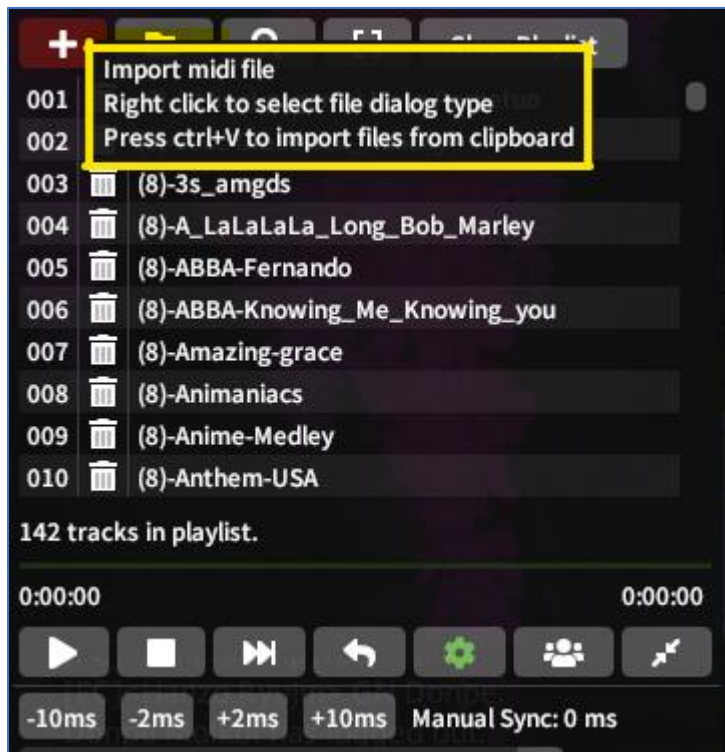 Import midi file
001
Right click to select file dialog type
002
Press ctrl+V to import files from clipboard
003 (8)-3s_amgds
004 (8)-A_LaLaLaLa_Long_Bob_Marley
005 (8)-ABBA-Fernando
006 (8)-ABBA-Knowing_Me_Knowing_you
007 (8)-Amazing-grace
008 (8)-Animaniacs
009 (8)-Anime-Medley
010 (8)-Anthem-USA
142 tracks in playlist.
0:00:00 0:00:00
-10ms -2ms +2ms +10ms Manual Sync: 0 ms